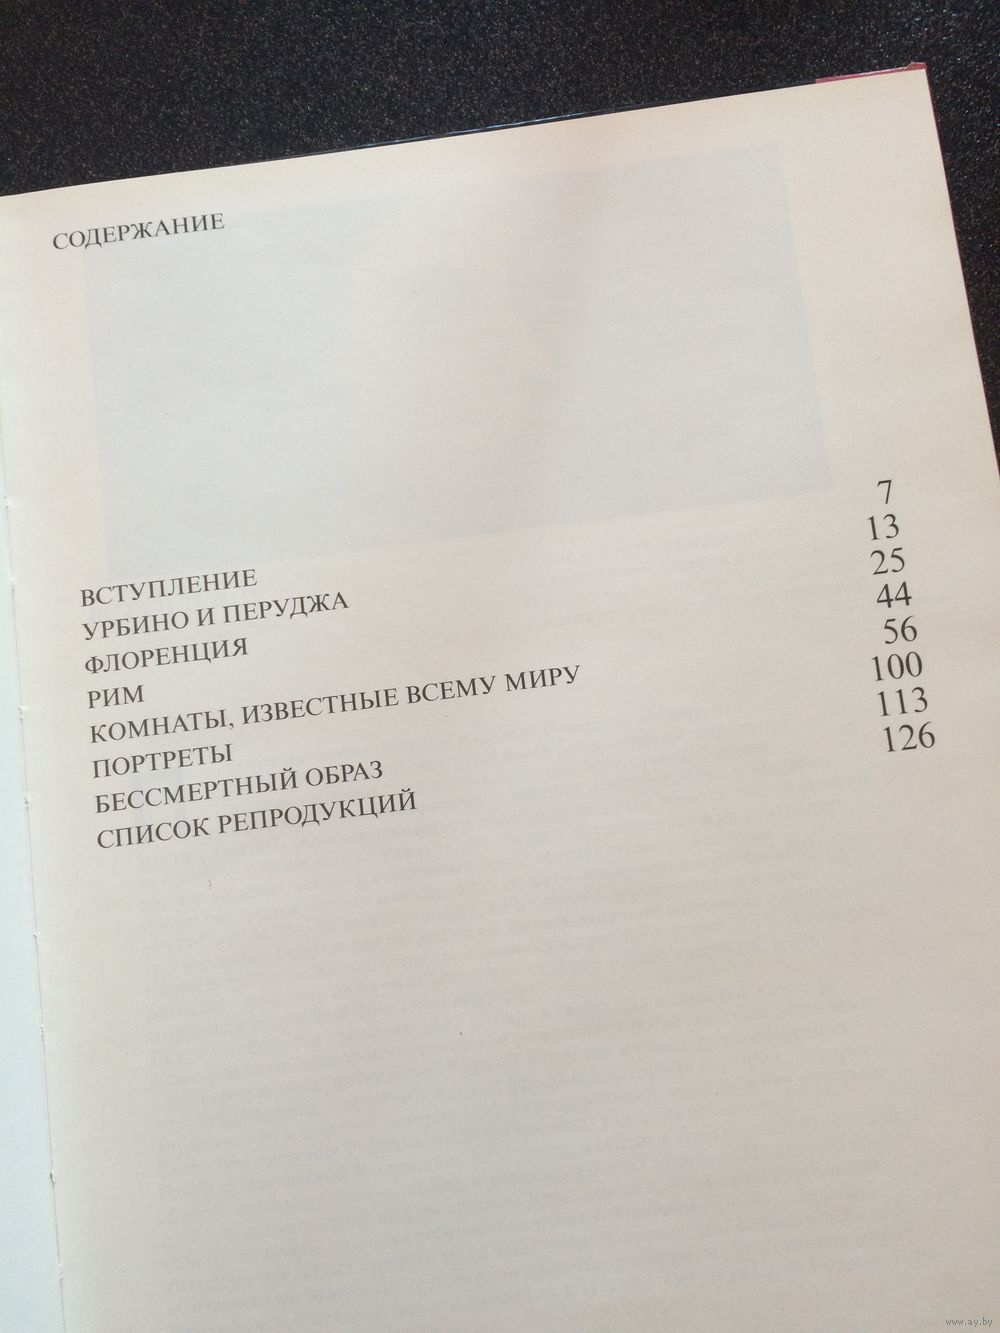 СОДЕРЖАНИЕ
ВСТУПЛЕНИЕ 7
УРБИНО И ПЕРУДЖА 13
ФЛОРЕНЦИЯ 25
РИМ 44
КОМНАТЫ, ИЗВЕСТНЫЕ ВСЕМУ МИРУ 56
ПОРТРЕТЫ 100
БЕССМЕРТНЫЙ ОБРАЗ 113
СПИСОК РЕПРОДУКЦИЙ 126
www.ay.by